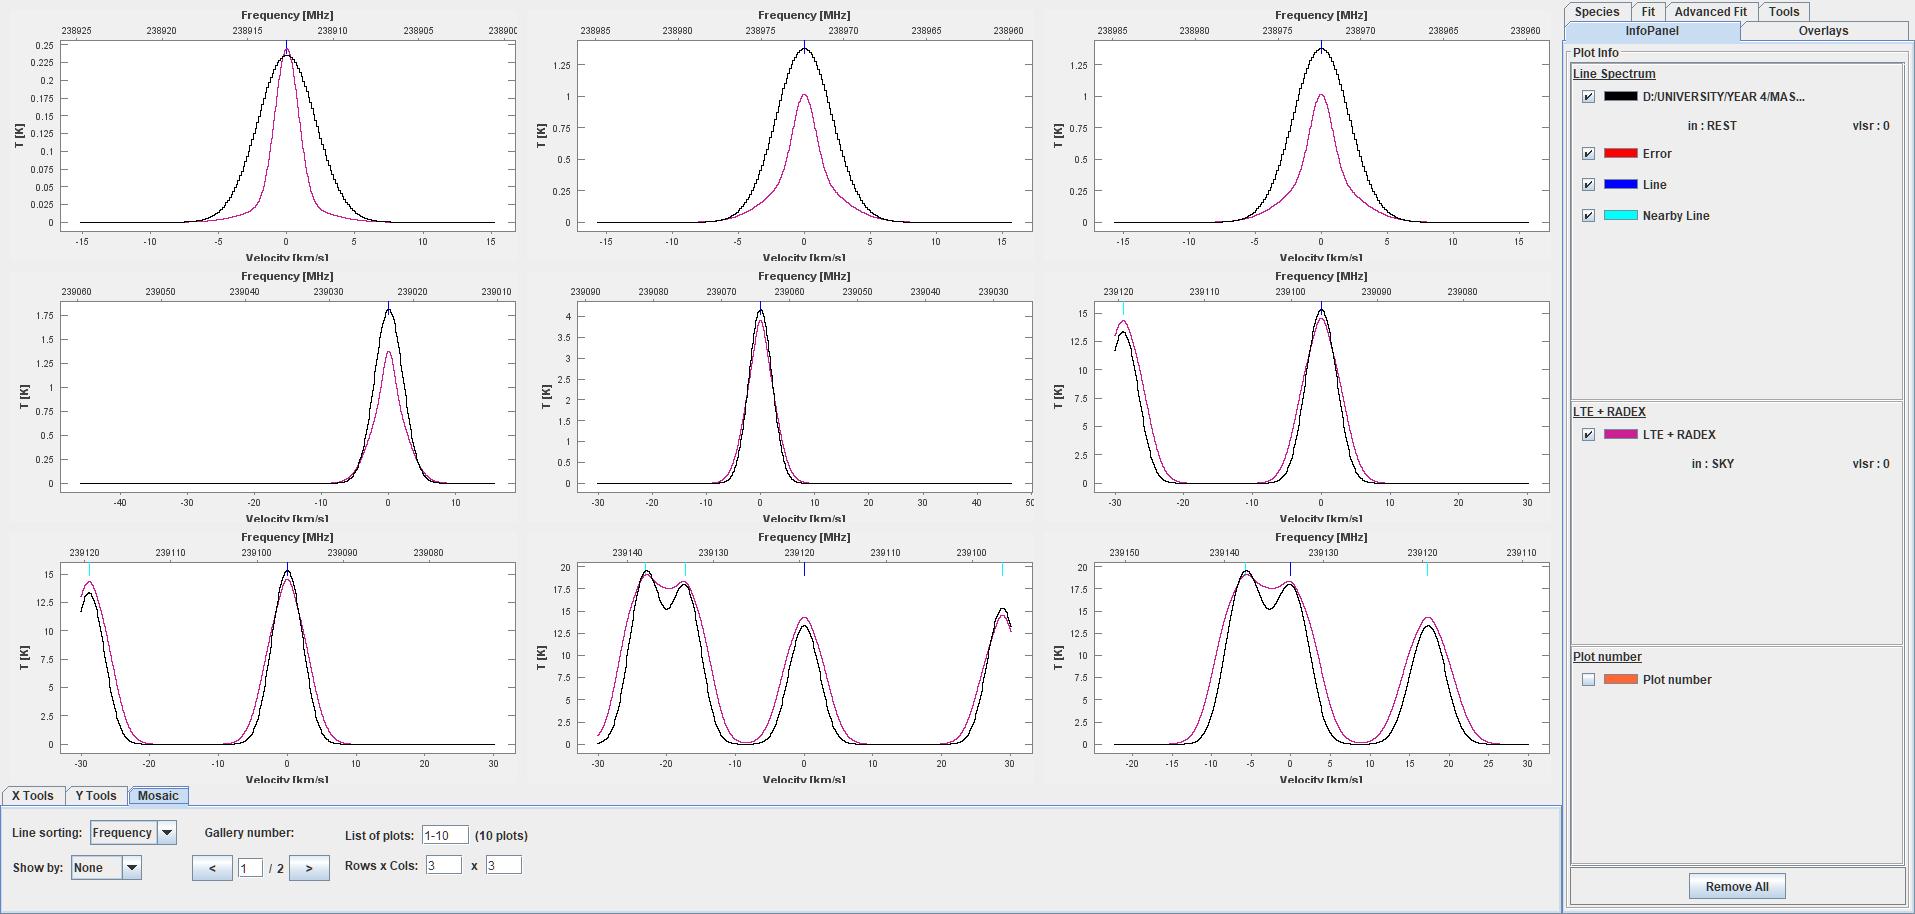 Frequency [MHz]
238925 238920 238915 238910 238905 238900
0.25
0.225
0.2
0.175
0.15
0.125
0.1
0.075
0.05
0.025
0
T [K]
-15 -10 -5 0 5 10 15
Velocity [km/s]
Frequency [MHz]
238985 238980 238975 238970 238965 238960
1.25
1
0.75
0.5
0.25
0
T [K]
-15 -10 -5 0 5 10 15
Velocity [km/s]
Frequency [MHz]
238985 238980 238975 238970 238965 238960
1.25
1
0.75
0.5
0.25
0
T [K]
-15 -10 -5 0 5 10 15
Velocity [km/s]
Frequency [MHz]
239060 239050 239040 239030 239020 239010
1.75
1.5
1.25
1
0.75
0.5
0.25
0
T [K]
-40 -30 -20 -10 0 10
Velocity [km/s]
Frequency [MHz]
239090 239080 239070 239060 239050 239040 239030
4
3.5
3
2.5
2
1.5
1
0.5
0
T [K]
-30 -20 -10 0 10 20 30 40 50
Velocity [km/s]
Frequency [MHz]
239120 239110 239100 239090 239080
15
12.5
10
7.5
5
2.5
0
T [K]
-30 -20 -10 0 10 20 30
Velocity [km/s]
Frequency [MHz]
239120 239110 239100 239090 239080
15
12.5
10
7.5
5
2.5
0
T [K]
-30 -20 -10 0 10 20 30
Velocity [km/s]
Frequency [MHz]
239140 239130 239120 239110 239100
20
17.5
15
12.5
10
7.5
5
2.5
0
T [K]
-30 -20 -10 0 10 20 30
Velocity [km/s]
Frequency [MHz]
239150 239140 239130 239120 239110
20
17.5
15
12.5
10
7.5
5
2.5
0
T [K]
-20 -15 -10 -5 0 5 10 15 20 25 30
Velocity [km/s]
X Tools Y Tools Mosaic
Line sorting: Frequency Gallery number: List of plots: 1-10 (10 plots)
Show by: None < 1 / 2 > Rows x Cols: 3 x 3
Species Fit Advanced Fit Tools
InfoPanel Overlays
Plot Info
Line Spectrum
D:/UNIVERSITY/YEAR 4/MAS...
in : REST vlsr : 0
Error
Line
Nearby Line
LTE + RADEX
LTE + RADEX
in : SKY vlsr : 0
Plot number
Plot number
Remove All